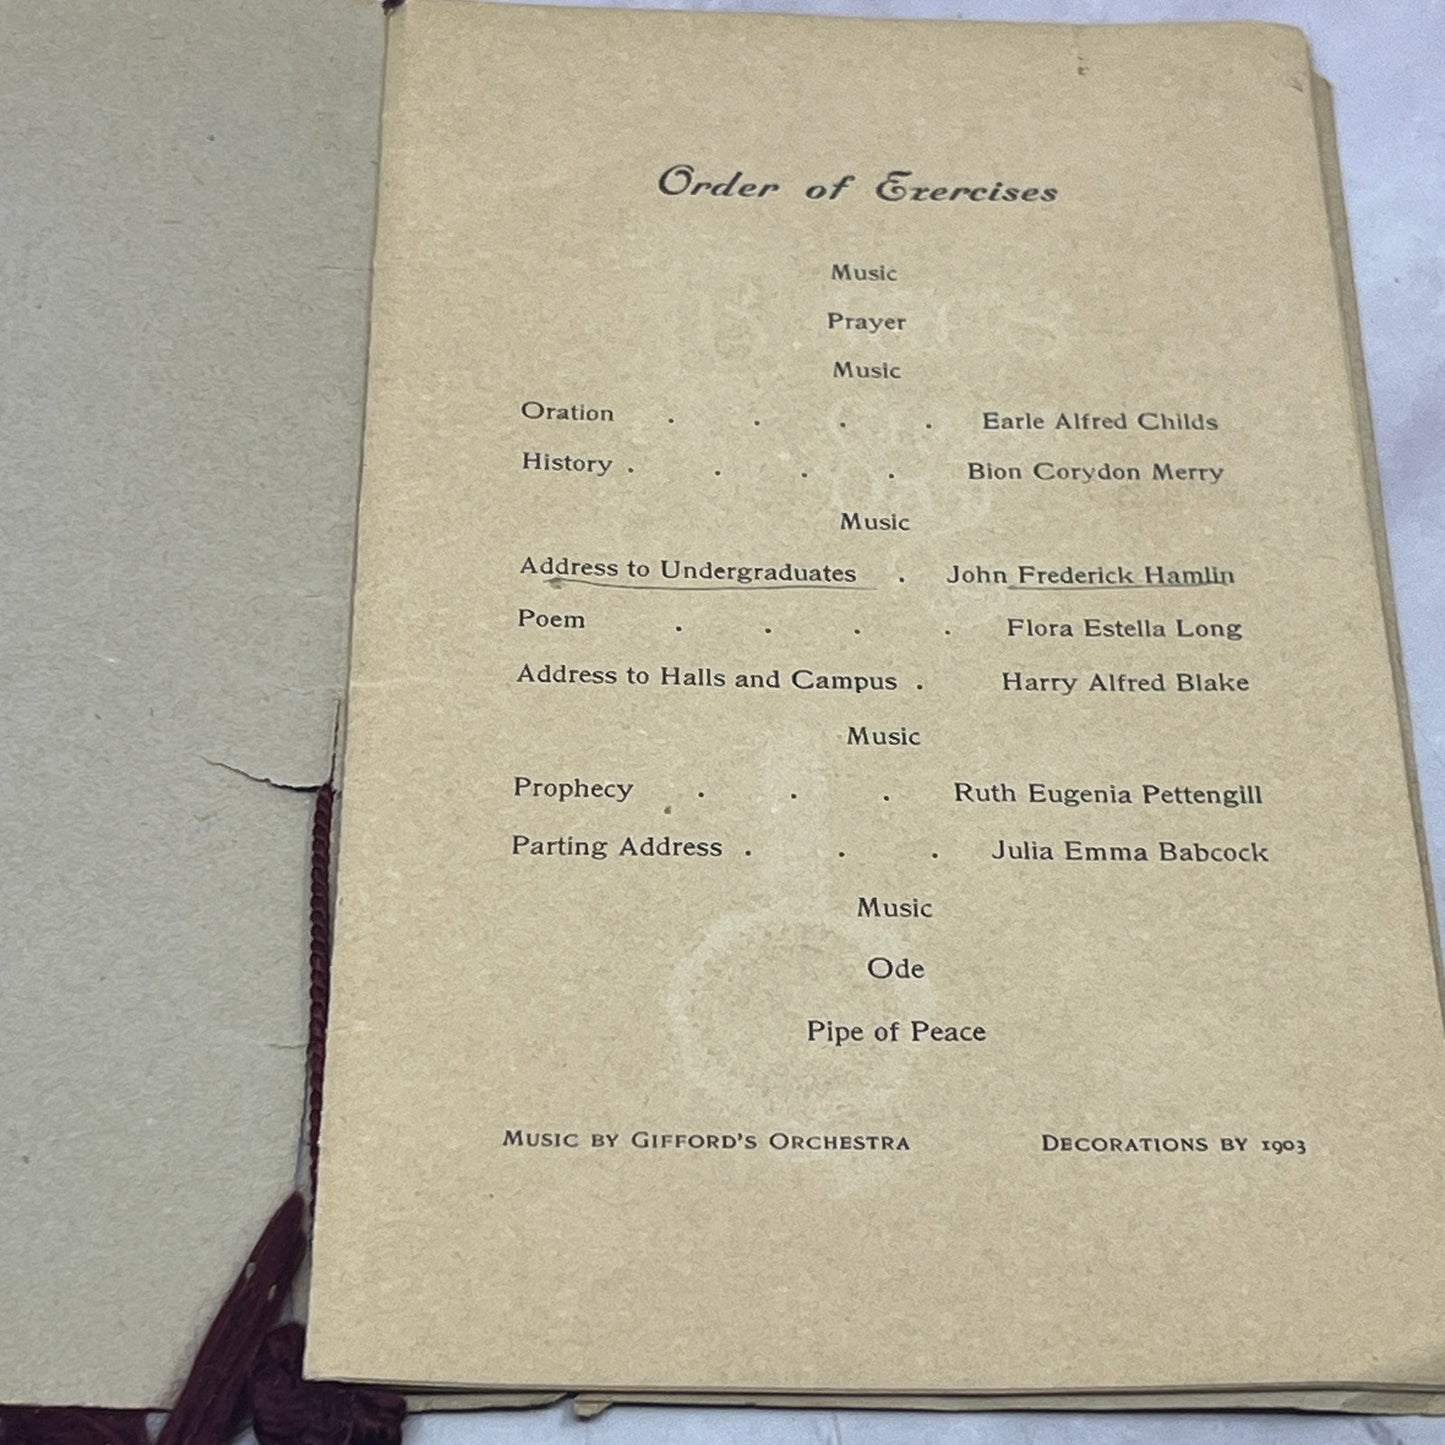 Order of Exercises
Music
Prayer
Music
Oration . . . . Earle Alfred Childs
History . . . . Bion Corydon Merry
Music
Address to Undergraduates . John Frederick Hamlin
Poem . . . . Flora Estella Long
Address to Halls and Campus . Harry Alfred Blake
Music
Prophecy . . . Ruth Eugenia Pettengill
Parting Address . . . Julia Emma Babcock
Music
Ode
Pipe of Peace
MUSIC BY GIFFORD'S ORCHESTRA DECORATIONS BY 1903